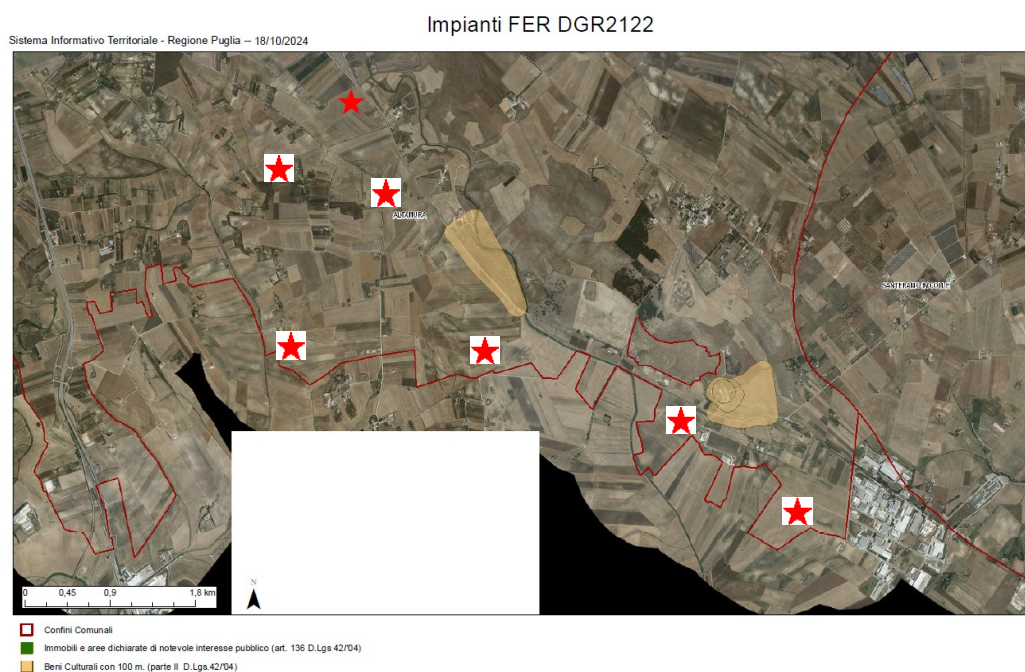 Impianti FER DGR2122
Sistema Informativo Territoriale - Regione Puglia -- 18/10/2024
ALTAMURA
SANTERAMO IN COLLE
N
0 0,45 0,9 1,8 km
Confini Comunali
Immobili e aree dichiarate di notevole interesse pubblico (art. 136 D.Lgs 42/'04)
Beni Culturali con 100 m. (parte II D.Lgs.42/'04)